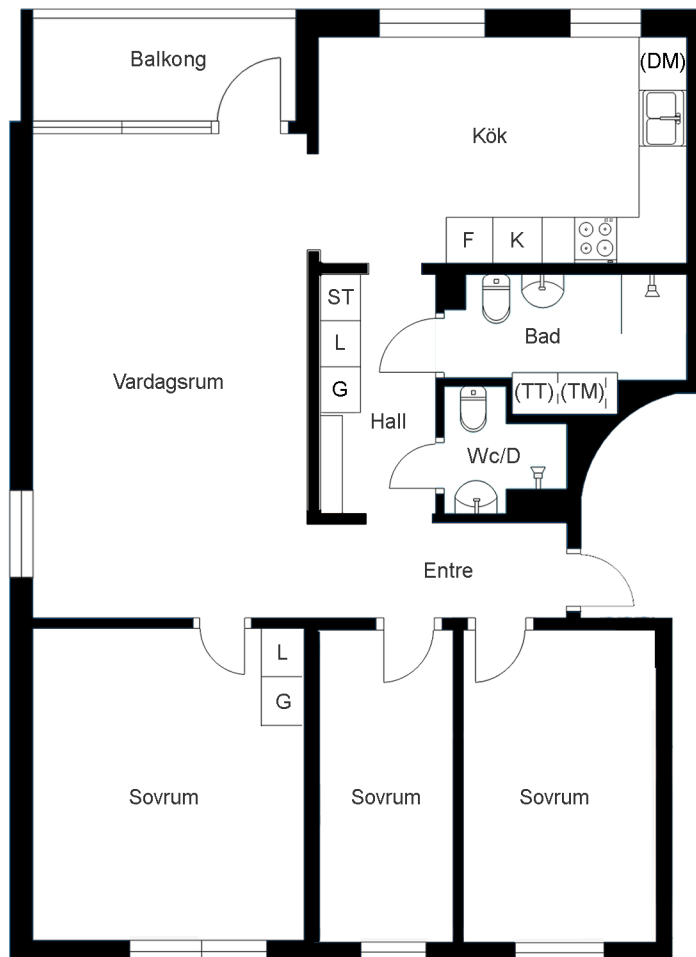 Balkong
(DM)
Kök
F K
ST
L
G
Bad
(TT) (TM)
Vardagsrum
Hall
Wc/D
Entre
L
G
Sovrum
Sovrum
Sovrum